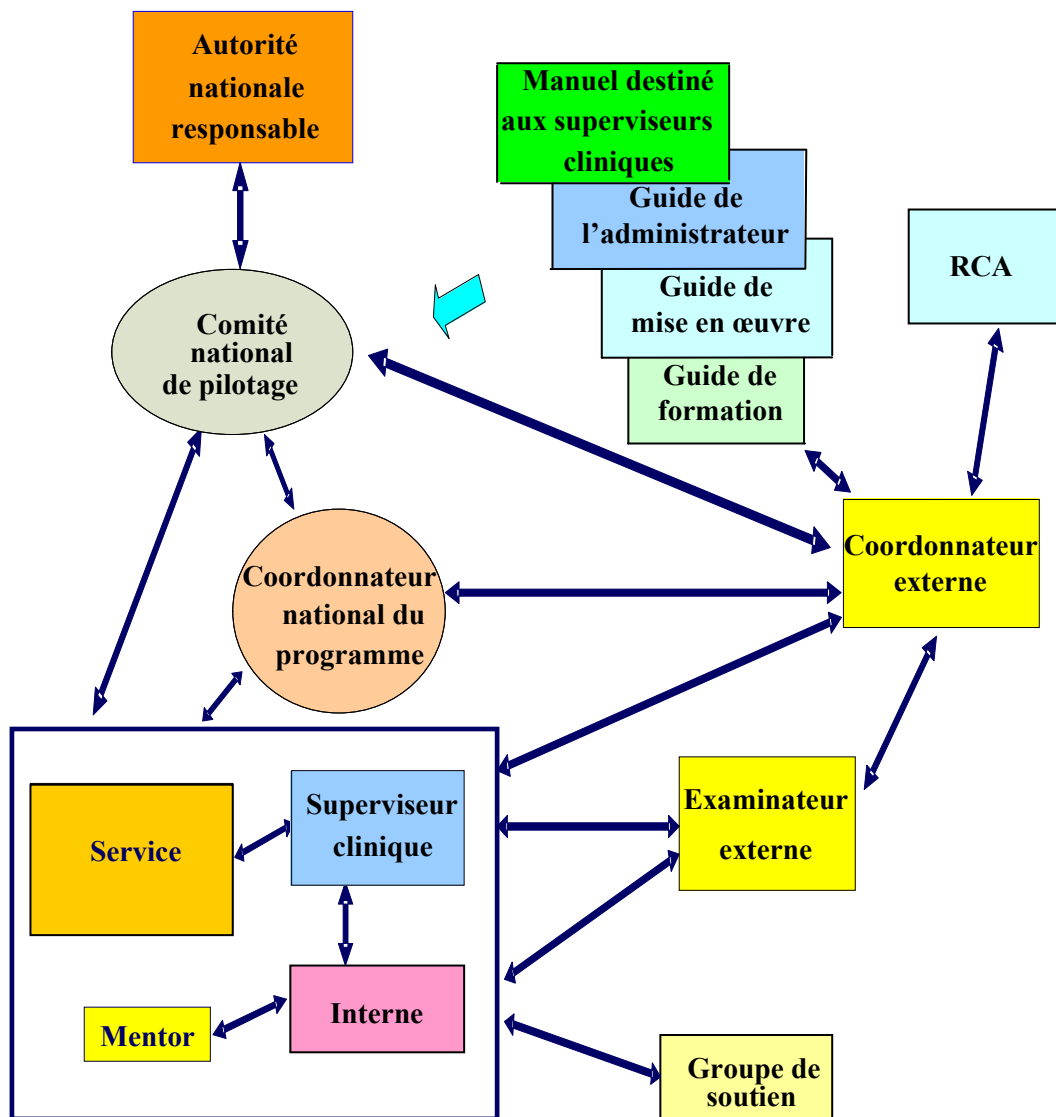 Autorité
nationale
responsable
Manuel destiné
aux superviseurs
cliniques
Guide de
l’administrateur
RCA
Guide de
mise en œuvre
Comité
national
de pilotage
Guide de
formation
Coordonnateur
externe
Coordonnateur
national du
programme
Superviseur
clinique
Service
Examinateur
externe
Interne
Mentor
Groupe de
soutien